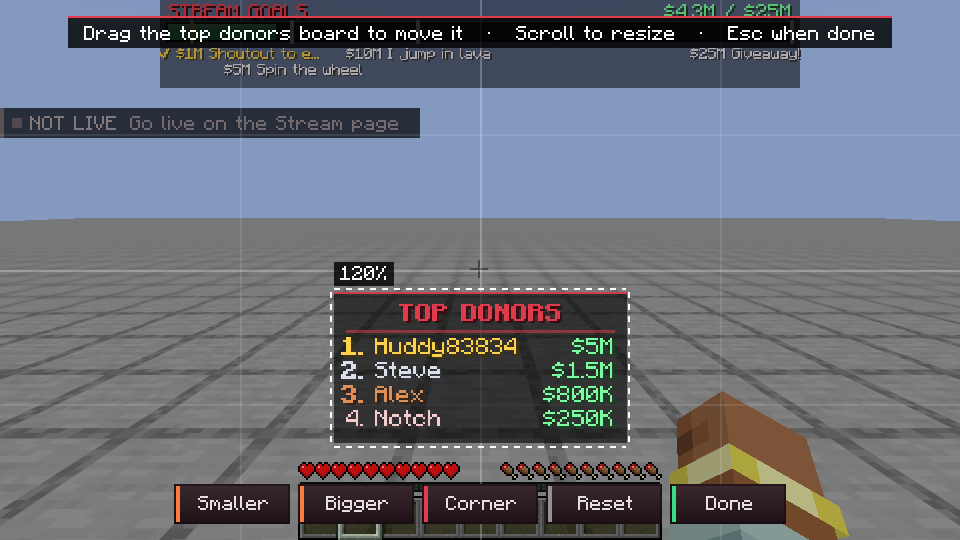 STREAM GOALS $4.3M / $25M
Drag the top donors board to move it · Scroll to resize · Esc when done
✓ $1M Shoutout to e... $10M I jump in lava $25M Giveaway!
$5M Spin the wheel
NOT LIVE Go live on the Stream page
120%
TOP DONORS
1. Huddy83834 $5M
2. Steve $1.5M
3. Alex $800K
4. Notch $250K
Smaller Bigger Corner Reset Done